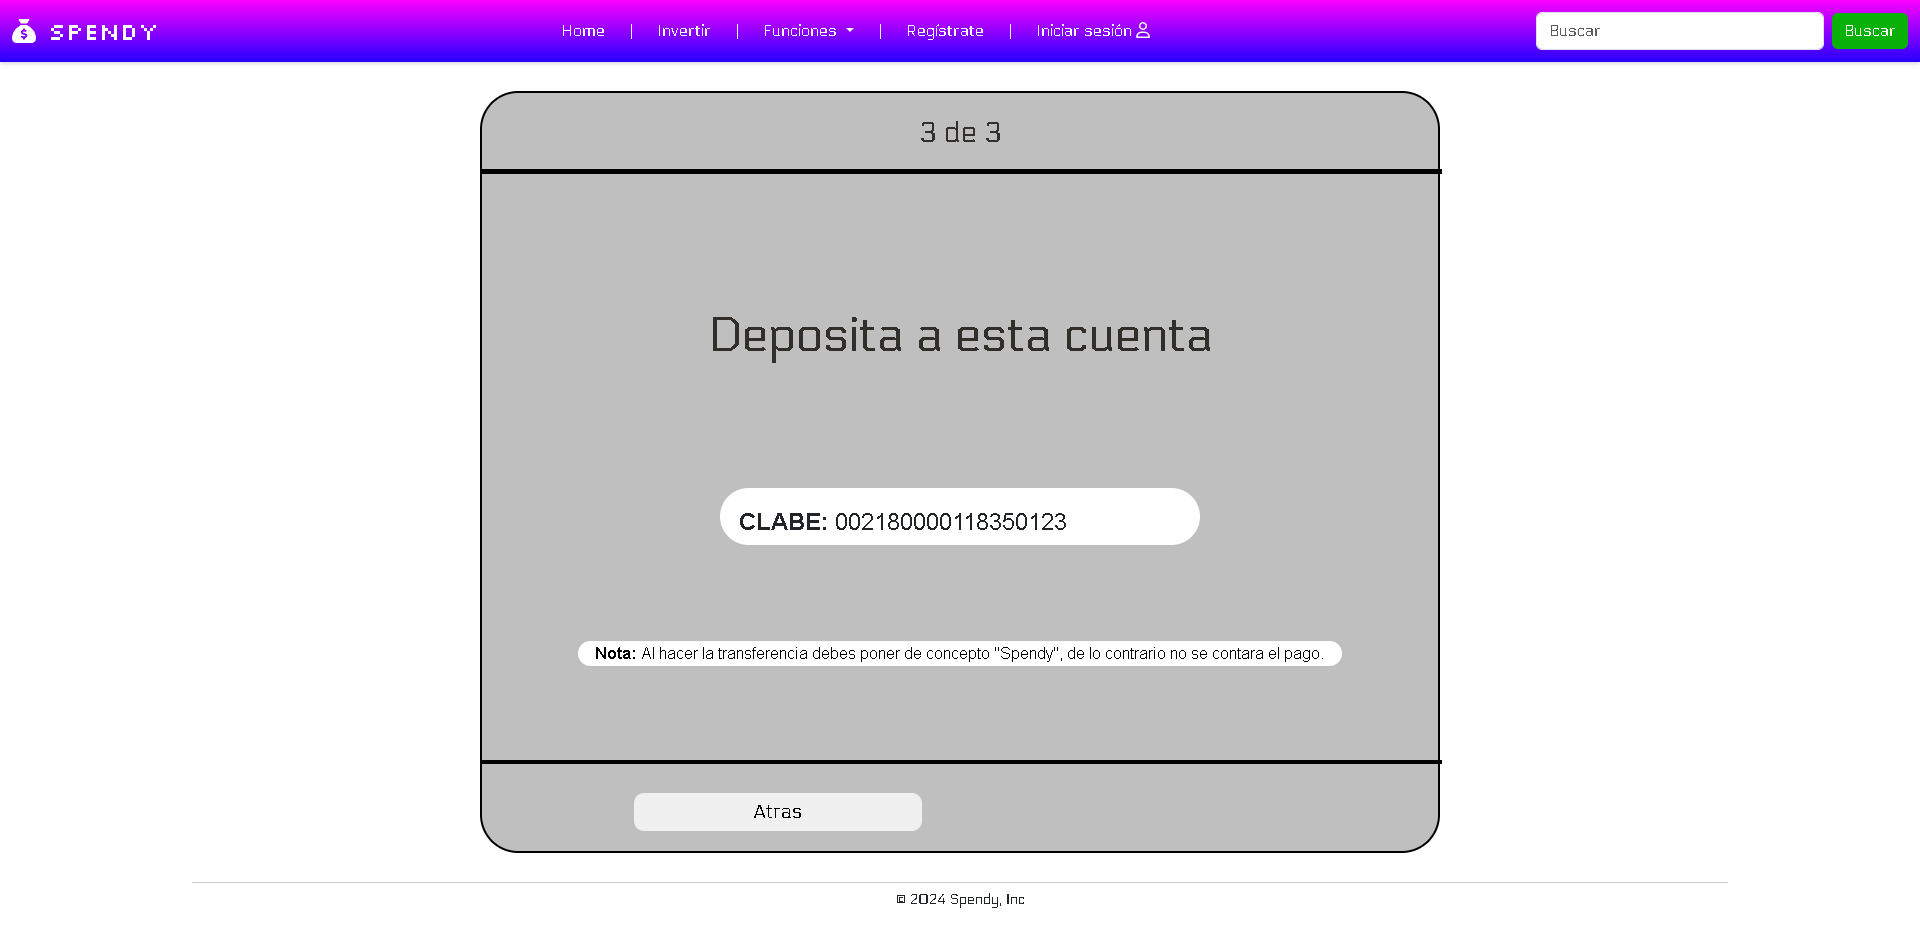 SPENDY
Home | Invertir | Funciones | Regístrate | Iniciar sesión
Buscar
Buscar
3 de 3
Deposita a esta cuenta
CLABE: 002180000118350123
Nota: Al hacer la transferencia debes poner de concepto "Spendy", de lo contrario no se contara el pago.
Atras
© 2024 Spendy, Inc